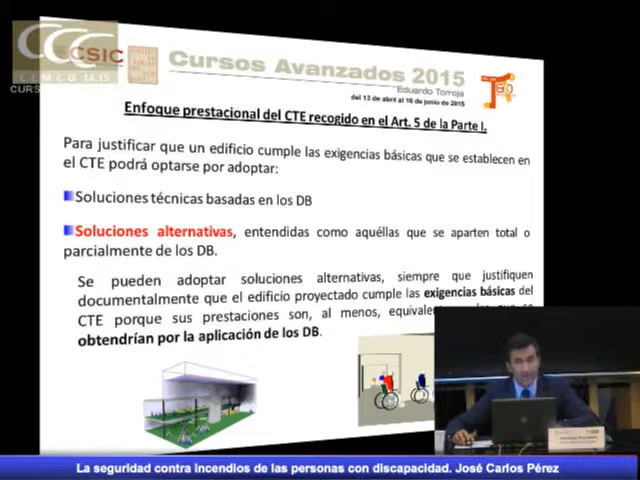 CCC
CEMCO 14.15
CSIC
Cursos Avanzados 2015
Eduardo Torroja
del 13 de abril al 16 de junio de 2015
80
CURS
Enfoque prestacional del CTE recogido en el Art. 5 de la Parte I.
Para justificar que un edificio cumple las exigencias básicas que se establecen en
el CTE podrá optarse por adoptar:
Soluciones técnicas basadas en los DB
Soluciones alternativas, entendidas como aquéllas que se aparten total o
parcialmente de los DB.
Se pueden adoptar soluciones alternativas, siempre que justifiquen
documentalmente que el edificio proyectado cumple las exigencias básicas del
CTE porque sus prestaciones son, al menos,
obtendrían por la aplicación de los DB.
La seguridad contra incendios de las personas con discapacidad. José Carlos Pérez